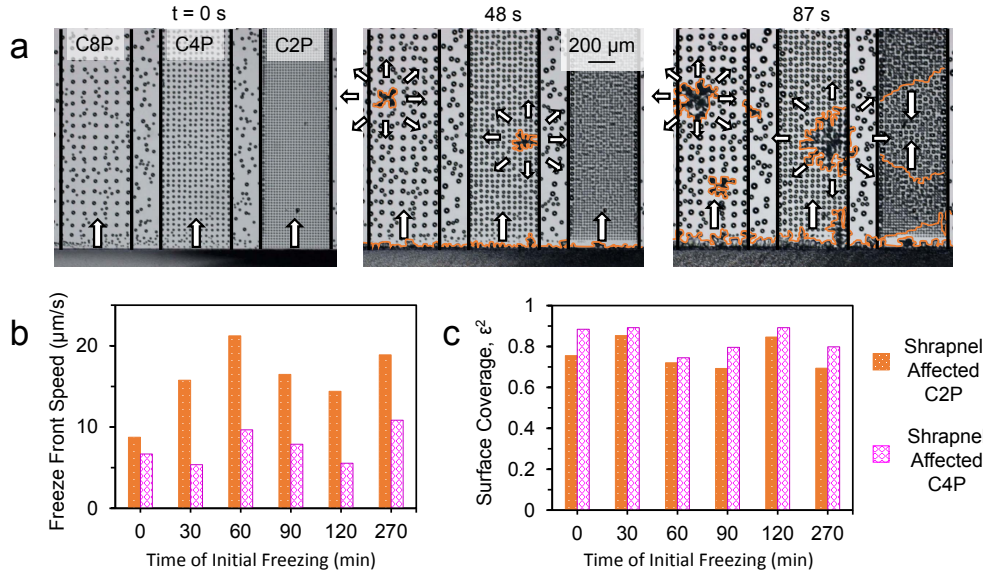 t = 0 s
48 s
87 s
a
C8P
C4P
C2P
200 µm
b
Freeze Front Speed (µm/s)
20
10
0
0
30
60
90
120
270
Time of Initial Freezing (min)
c
Surface Coverage, ε²
1
0.8
0.6
0.4
0.2
0
0
30
60
90
120
270
Time of Initial Freezing (min)
Shrapnel
Affected
C2P
Shrapne
Affected
C4P